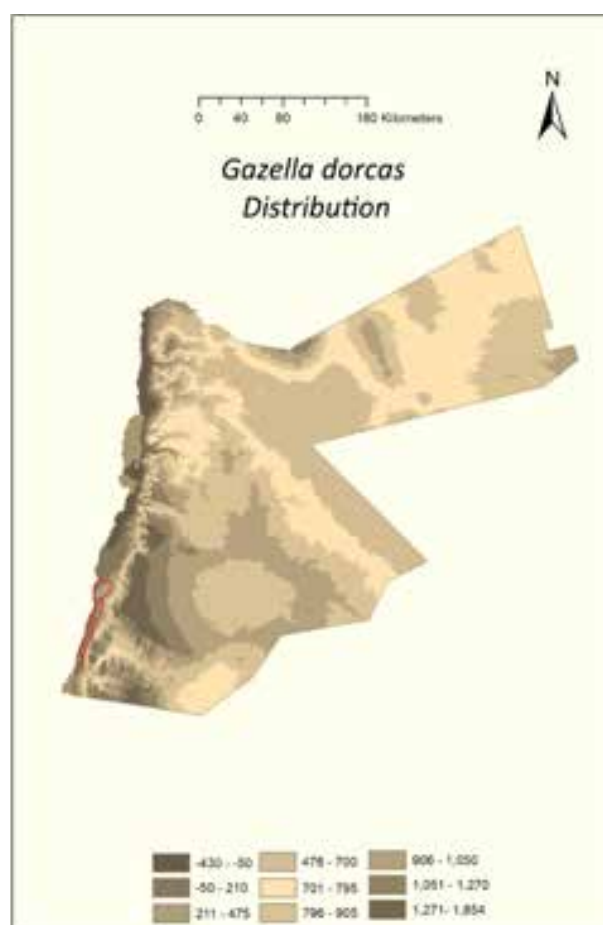 N
0 40 80 160 Kilometers
Gazella dorcas
Distribution
-430 - -50 476 - 700 906 - 1,050
-50 - 210 701 - 795 1,051 - 1,270
211 - 475 796 - 905 1,271- 1,854